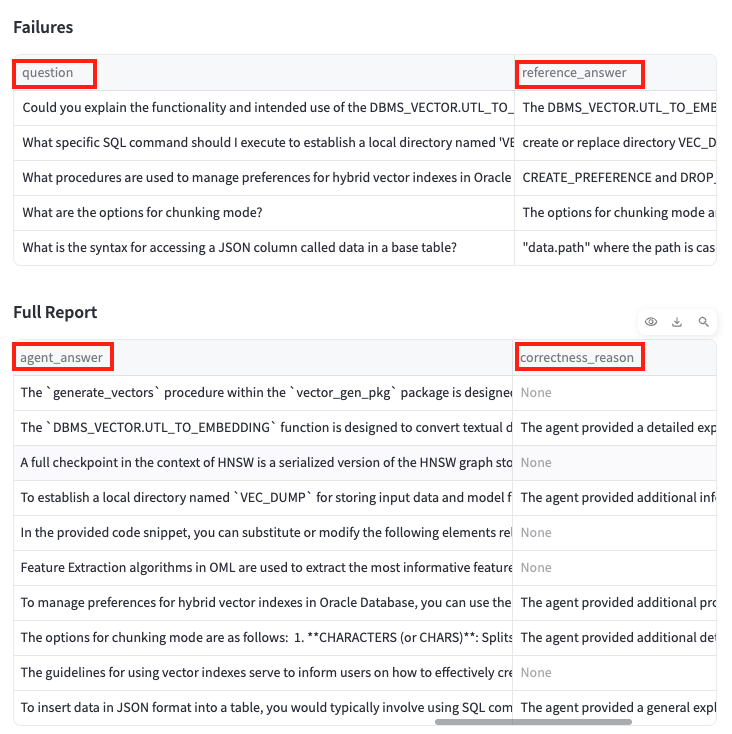 Failures
question reference_answer
Could you explain the functionality and intended use of the DBMS_VECTOR.UTL_TO_ The DBMS_VECTOR.UTL_TO_EMB
What specific SQL command should I execute to establish a local directory named 'VE create or replace directory VEC_D
What procedures are used to manage preferences for hybrid vector indexes in Oracle CREATE_PREFERENCE and DROP_
What are the options for chunking mode? The options for chunking mode a
What is the syntax for accessing a JSON column called data in a base table? "data.path" where the path is cas
Full Report
agent_answer correctness_reason
The `generate_vectors` procedure within the `vector_gen_pkg` package is designed None
The `DBMS_VECTOR.UTL_TO_EMBEDDING` function is designed to convert textual d The agent provided a detailed exp
A full checkpoint in the context of HNSW is a serialized version of the HNSW graph sto None
To establish a local directory named `VEC_DUMP` for storing input data and model f The agent provided additional inf
In the provided code snippet, you can substitute or modify the following elements rel None
Feature Extraction algorithms in OML are used to extract the most informative feature None
To manage preferences for hybrid vector indexes in Oracle Database, you can use the The agent provided additional pro
The options for chunking mode are as follows: 1. **CHARACTERS (or CHARS)**: Splits The agent provided additional det
The guidelines for using vector indexes serve to inform users on how to effectively cre None
To insert data in JSON format into a table, you would typically involve using SQL com The agent provided a general expl